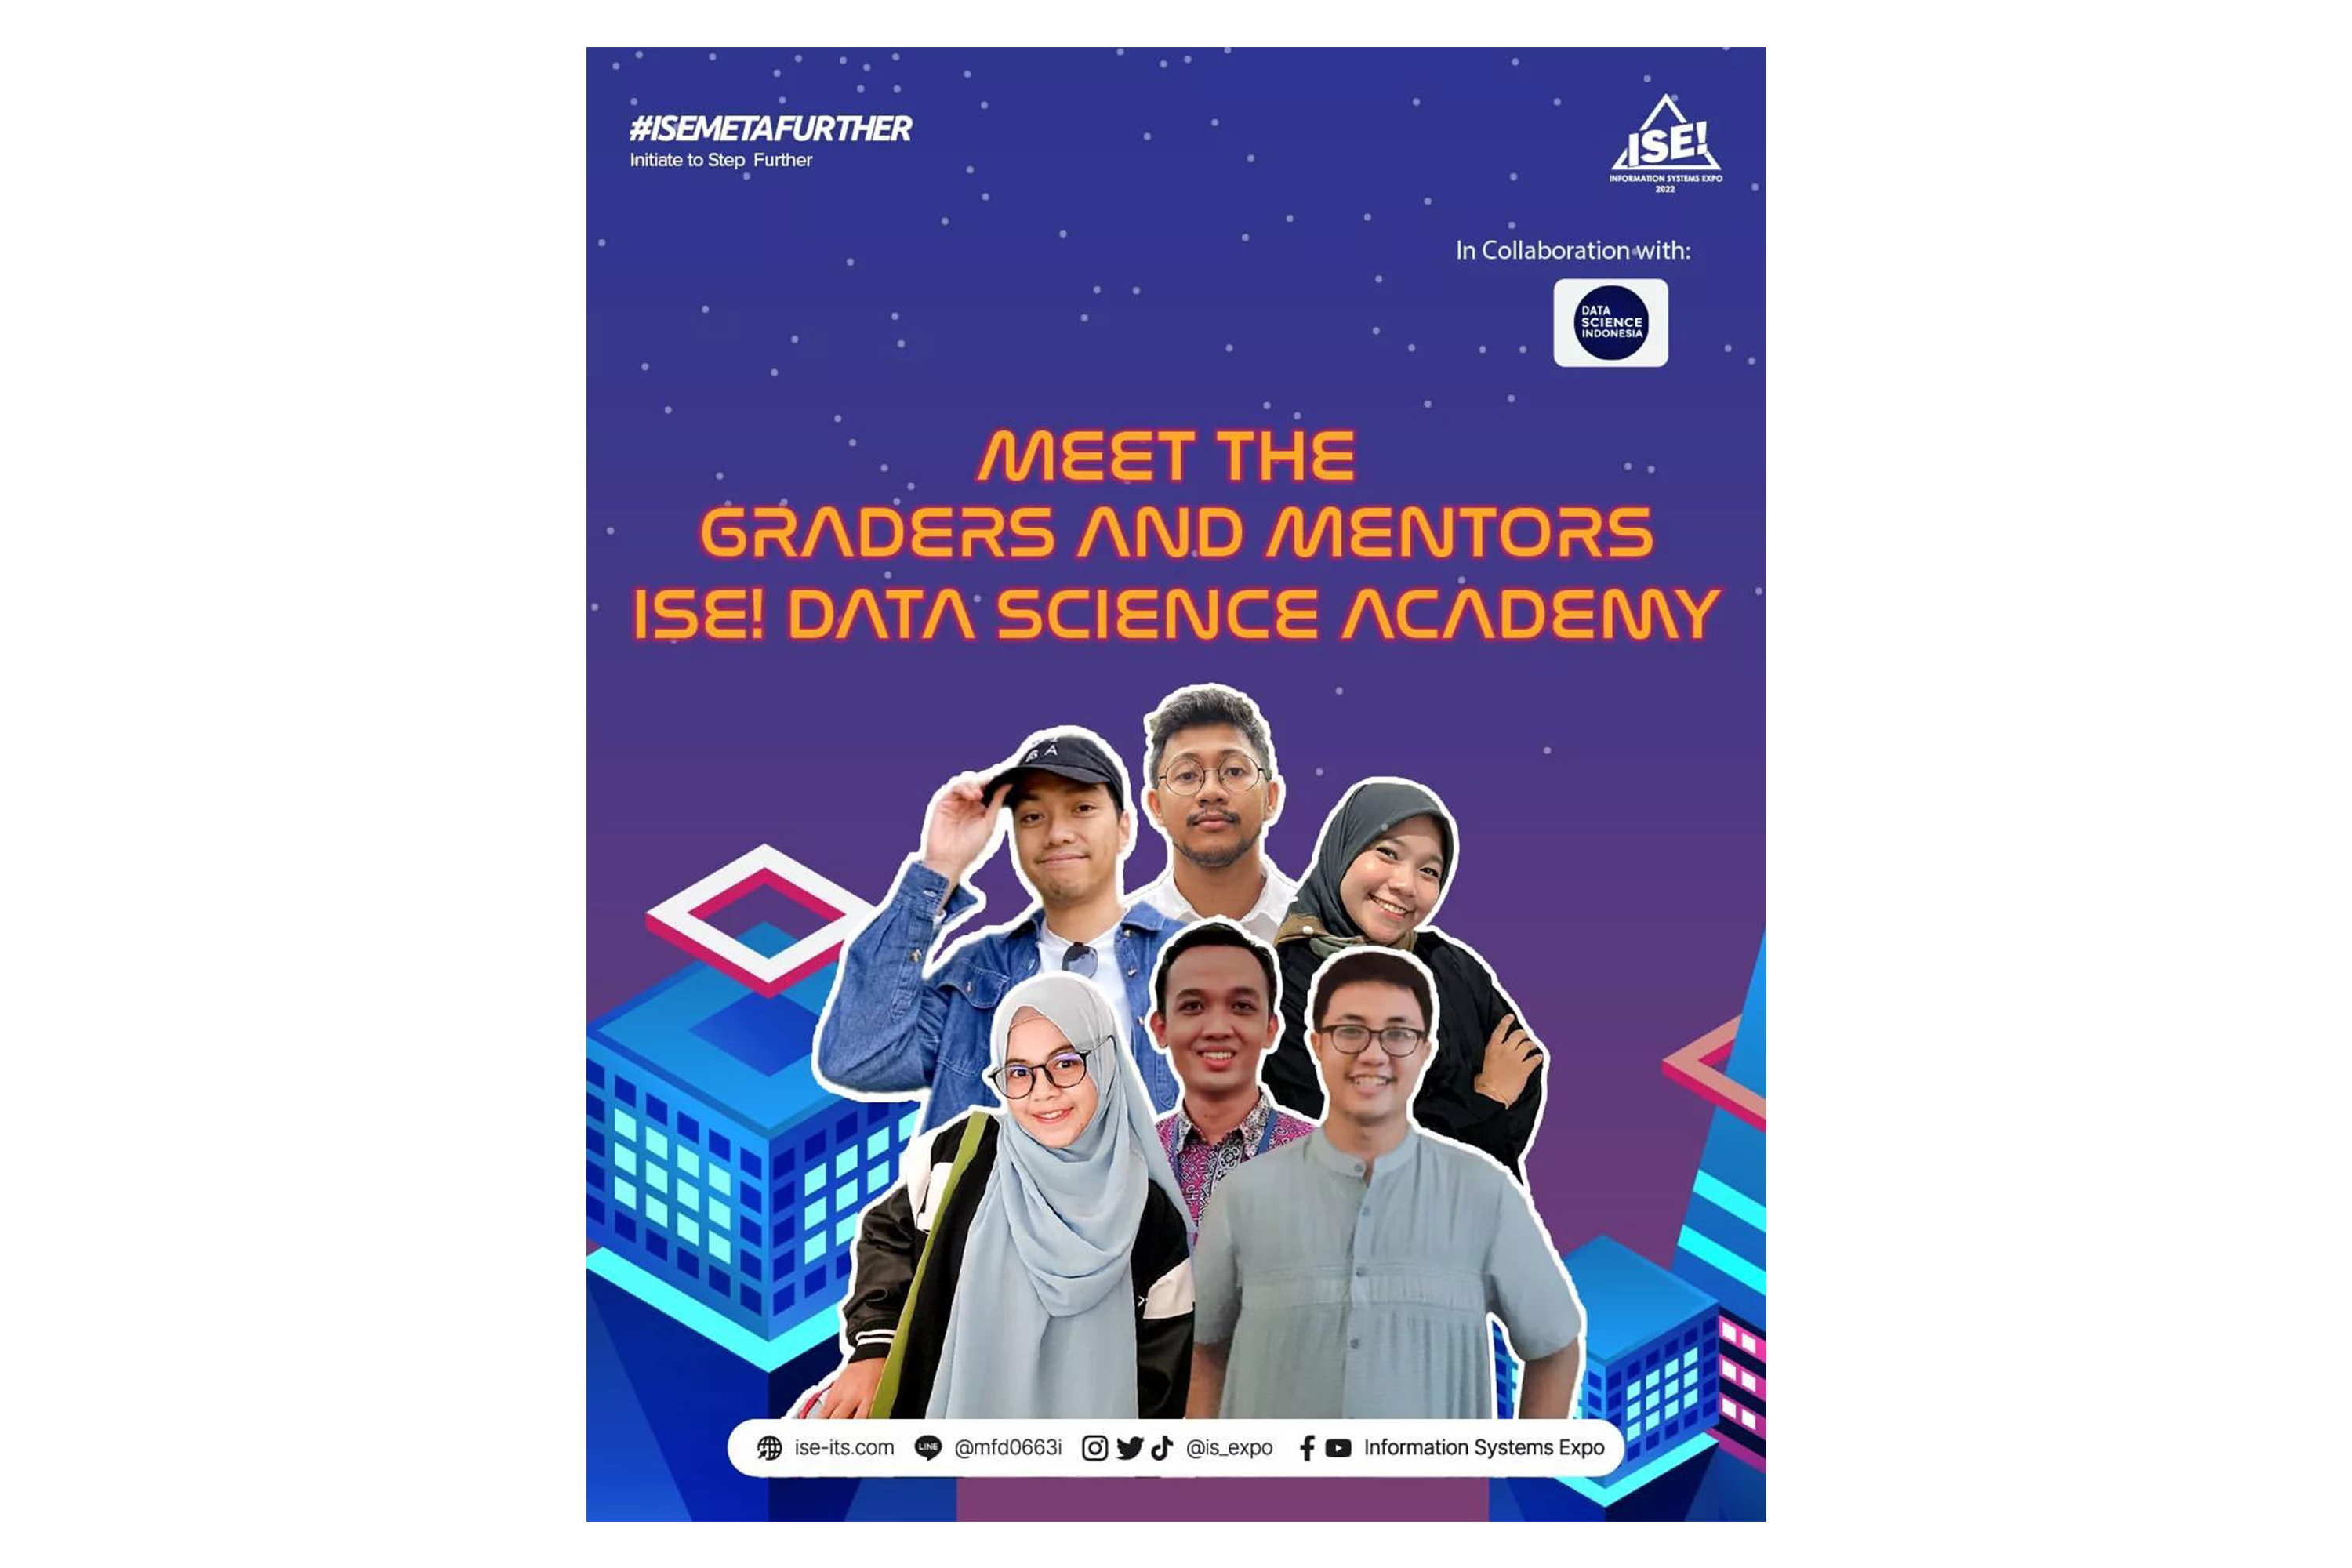 #ISEMETAFURTHER
Initiate to Step Further
ISE!
INFORMATION SYSTEMS EXPO
2022
In Collaboration with:
DATA
SCIENCE
INDONESIA
MEET THE
GRADERS AND MENTORS
ISE! DATA SCIENCE ACADEMY
ise-its.com LINE @mfd0663i @is_expo Information Systems Expo